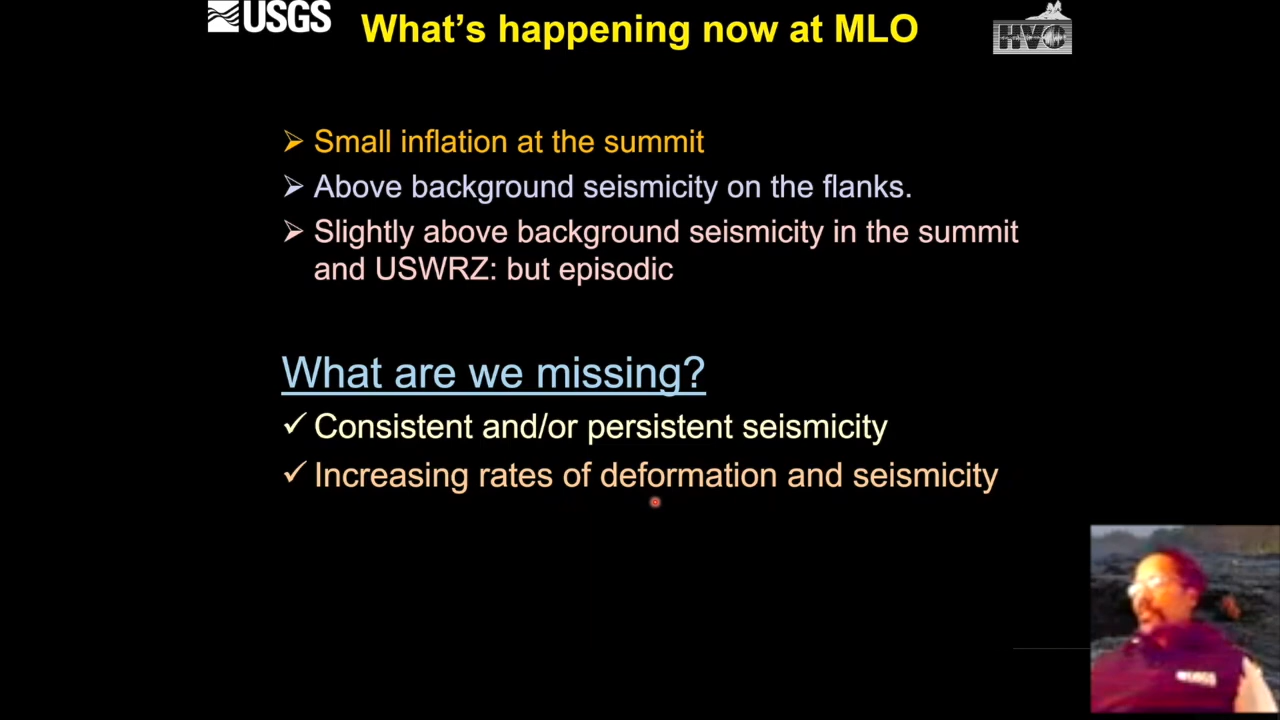 USGS
What's happening now at MLO
HVO
➢ Small inflation at the summit
➢ Above background seismicity on the flanks.
➢ Slightly above background seismicity in the summit
and USWRZ: but episodic
What are we missing?
✓ Consistent and/or persistent seismicity
✓ Increasing rates of deformation and seismicity
USGS